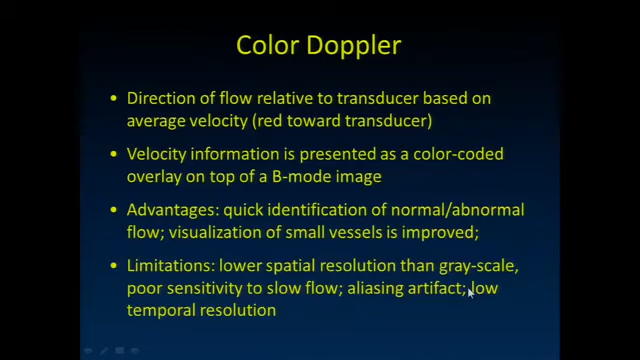 Color Doppler
• Direction of flow relative to transducer based on
average velocity (red toward transducer)
• Velocity information is presented as a color-coded
overlay on top of a B-mode image
• Advantages: quick identification of normal/abnormal
flow; visualization of small vessels is improved;
• Limitations: lower spatial resolution than gray-scale,
poor sensitivity to slow flow; aliasing artifact; low
temporal resolution